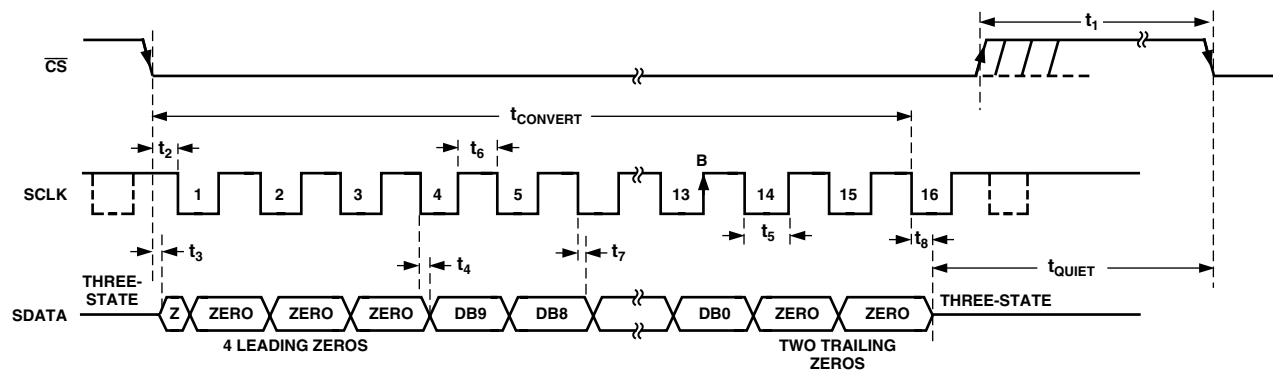 t1
CS
tCONVERT
t2
t6
B
SCLK
1 2 3 4 5 13 14 15 16
t3
t4
t7
t5
t8
tQUIET
THREE-
STATE
THREE-STATE
SDATA
Z ZERO ZERO ZERO DB9 DB8 DB0 ZERO ZERO
4 LEADING ZEROS
TWO TRAILING
ZEROS